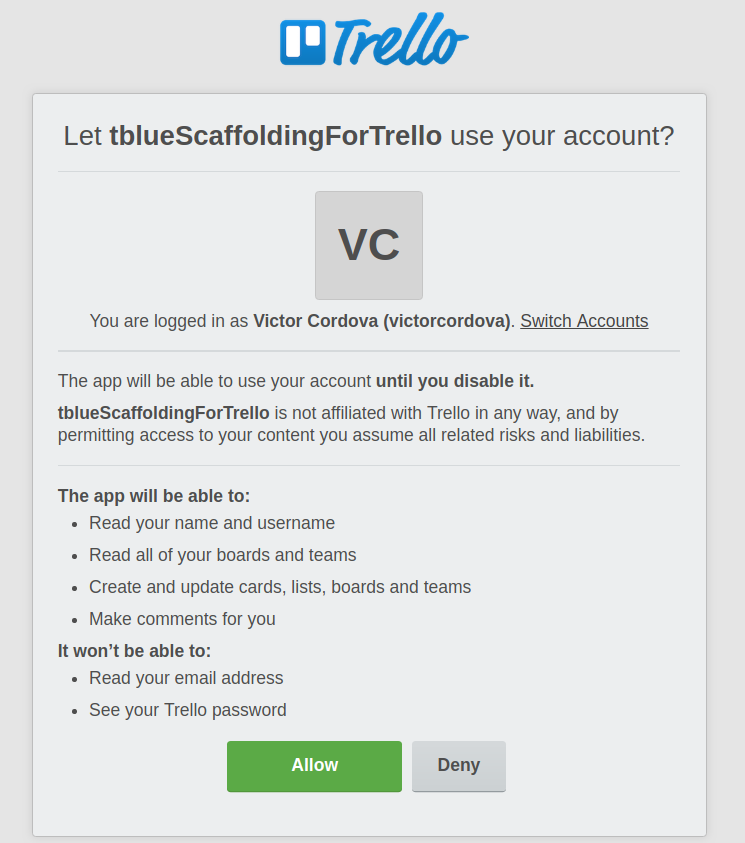 Trello
Let tblueScaffoldingForTrello use your account?
VC
You are logged in as Victor Cordova (victorcordova). Switch Accounts
The app will be able to use your account until you disable it.
tblueScaffoldingForTrello is not affiliated with Trello in any way, and by
permitting access to your content you assume all related risks and liabilities.
The app will be able to:
Read your name and username
Read all of your boards and teams
Create and update cards, lists, boards and teams
Make comments for you
It won’t be able to:
Read your email address
See your Trello password
Allow Deny